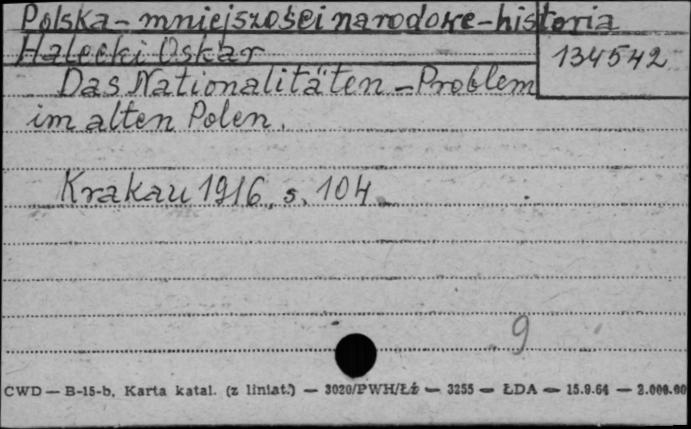 Polska - mniejszości narodowe - historia
Halecki Oskar
134542
Das Nationalitäten - Problem
im alten Polen.
Krakau 1916, s. 104
9
CWD — B-15-b, Karta katal. (z liniat.) — 3020/PWH/Łź — 3255 — ŁDA — 15.9.64 — 2.000.00